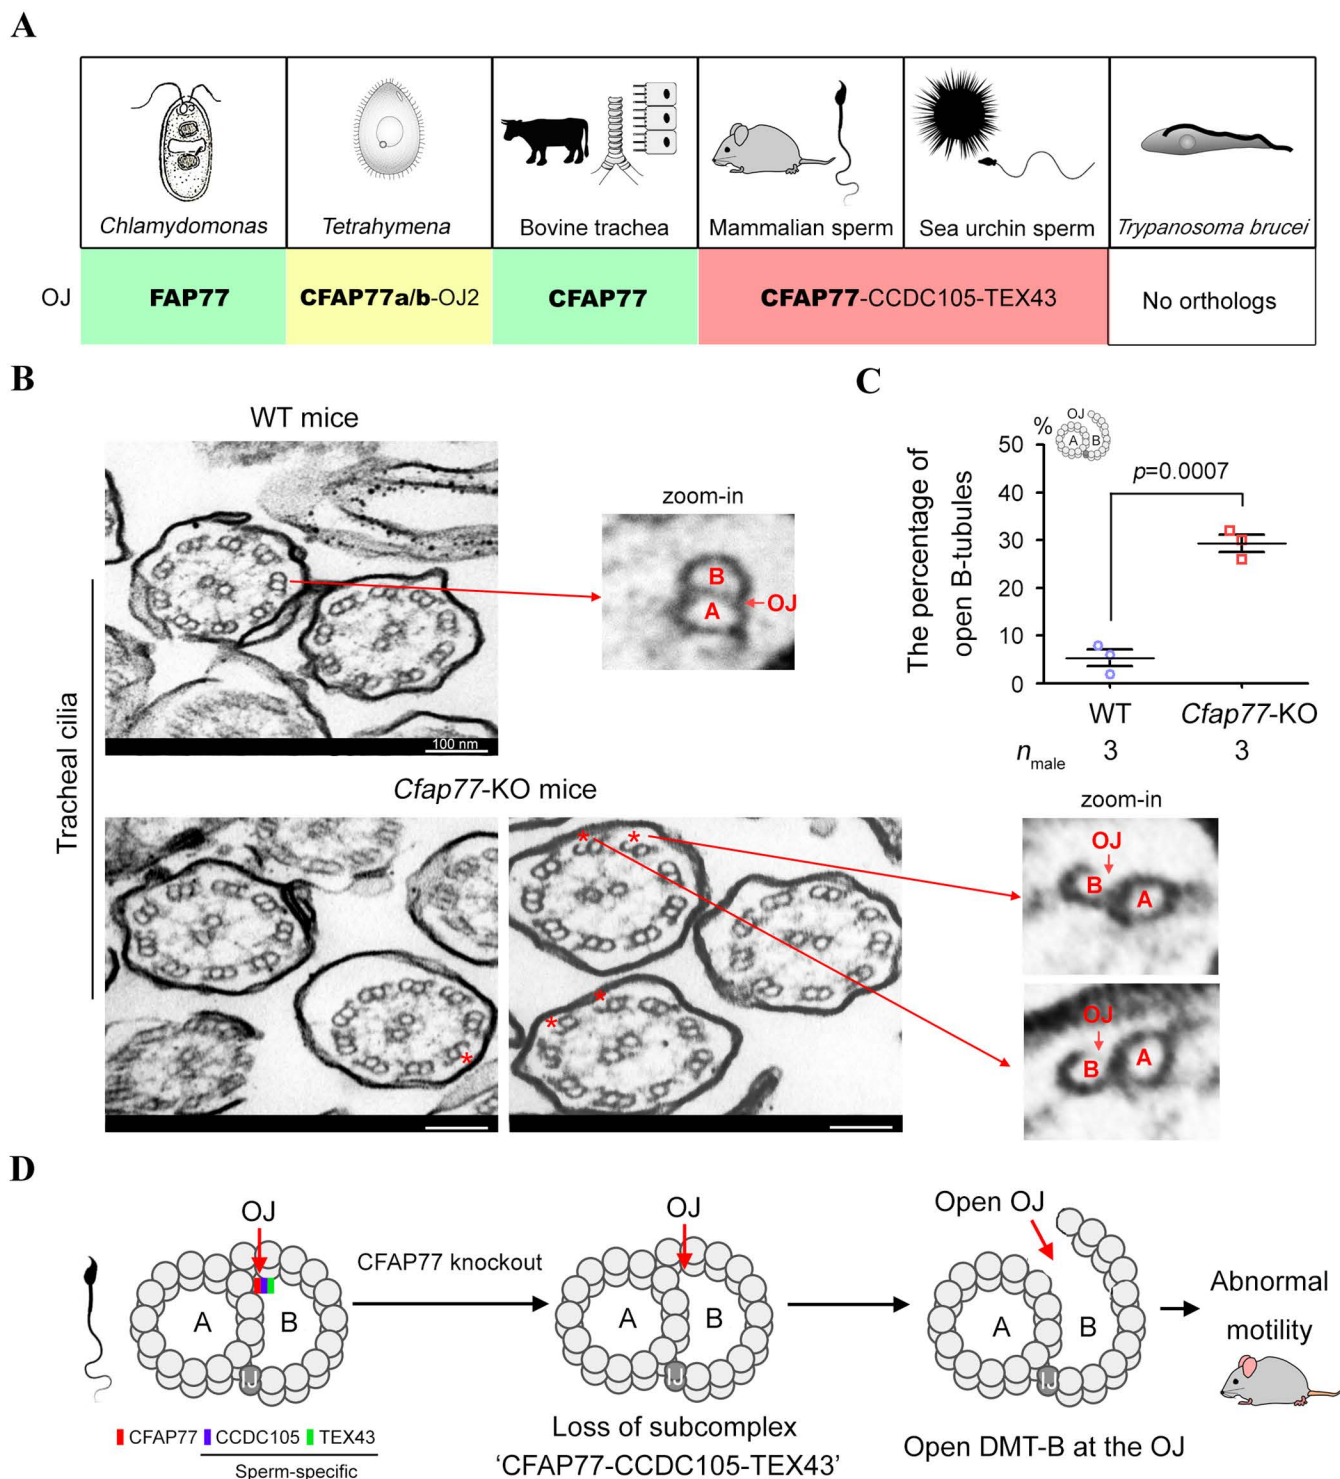 A
Chlamydomonas
Tetrahymena
Bovine trachea
Mammalian sperm
Sea urchin sperm
Trypanosoma brucei
OJ
FAP77
CFAP77a/b-OJ2
CFAP77
CFAP77-CCDC105-TEX43
No orthologs
B
WT mice
zoom-in
B
A
OJ
100 nm
Tracheal cilia
Cfap77-KO mice
* *
* *
*
zoom-in
OJ
B
A
OJ
B
A
C
OJ
A B
%
The percentage of
open B-tubules
50
40
30
20
10
0
p=0.0007
WT
Cfap77-KO
nmale 3 3
D
OJ
A B
IJ
CFAP77 CCDC105 TEX43
Sperm-specific
CFAP77 knockout
OJ
A B
IJ
Loss of subcomplex
‘CFAP77-CCDC105-TEX43’
Open OJ
A B
IJ
Open DMT-B at the OJ
Abnormal
motility